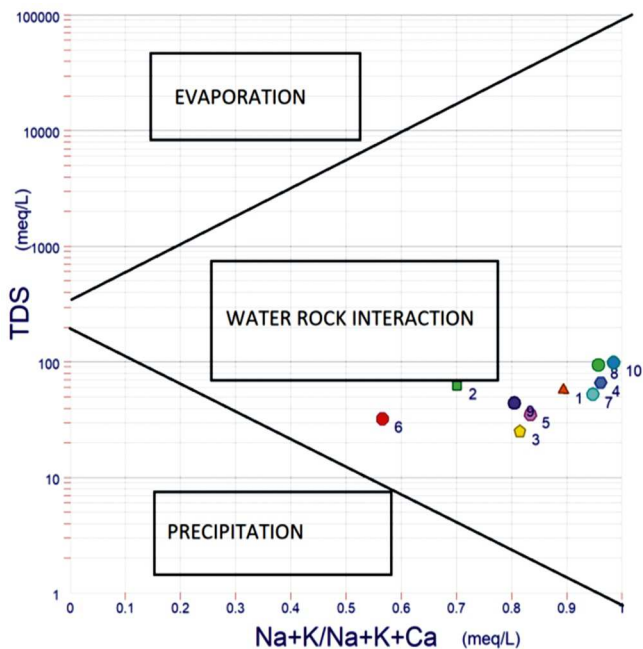 100000
EVAPORATION
10000
(meq/L)
1000
TDS
WATER ROCK INTERACTION
100
10
8
4
2
1
7
9
5
6
3
10
PRECIPITATION
1
0 0.1 0.2 0.3 0.4 0.5 0.6 0.7 0.8 0.9 1
Na+K/Na+K+Ca (meq/L)